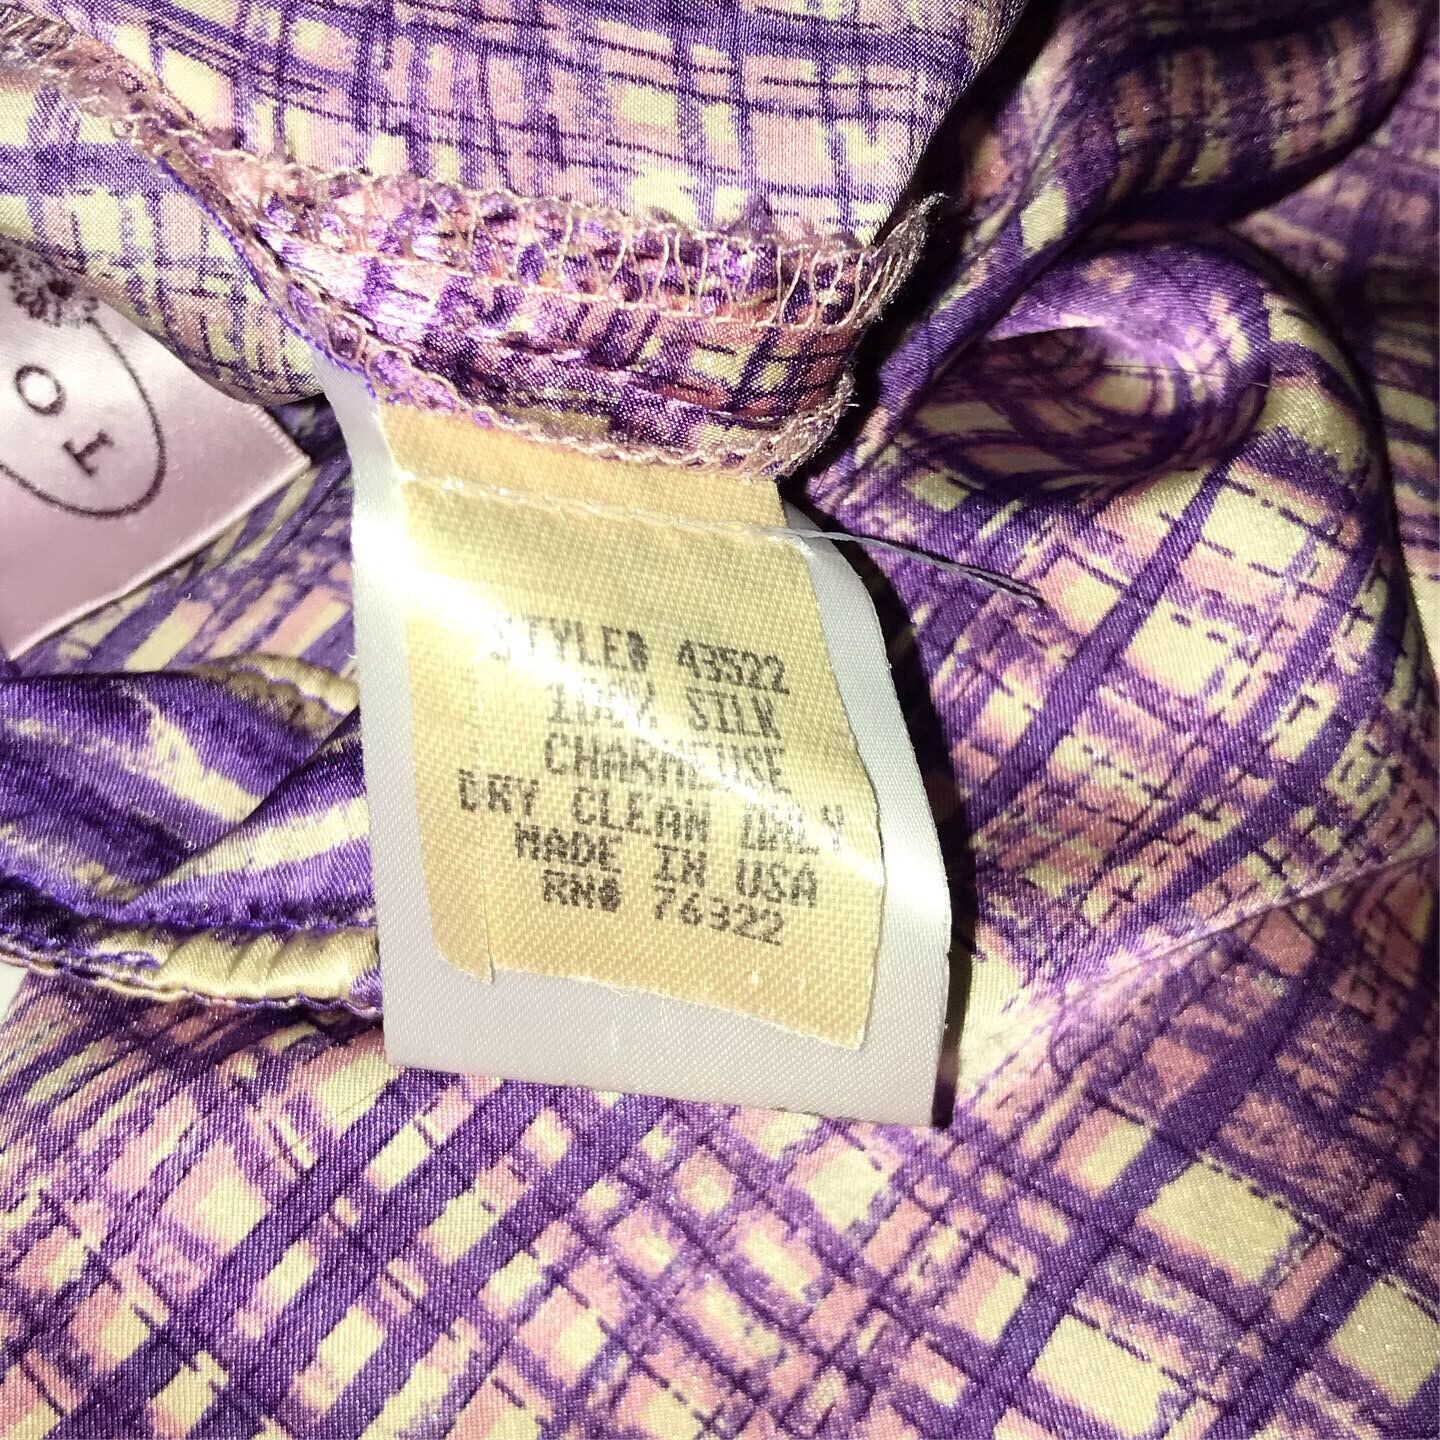 STYLE# 43522
100% SILK
CHARMEUSE
DRY CLEAN ONLY
MADE IN USA
RN# 76322